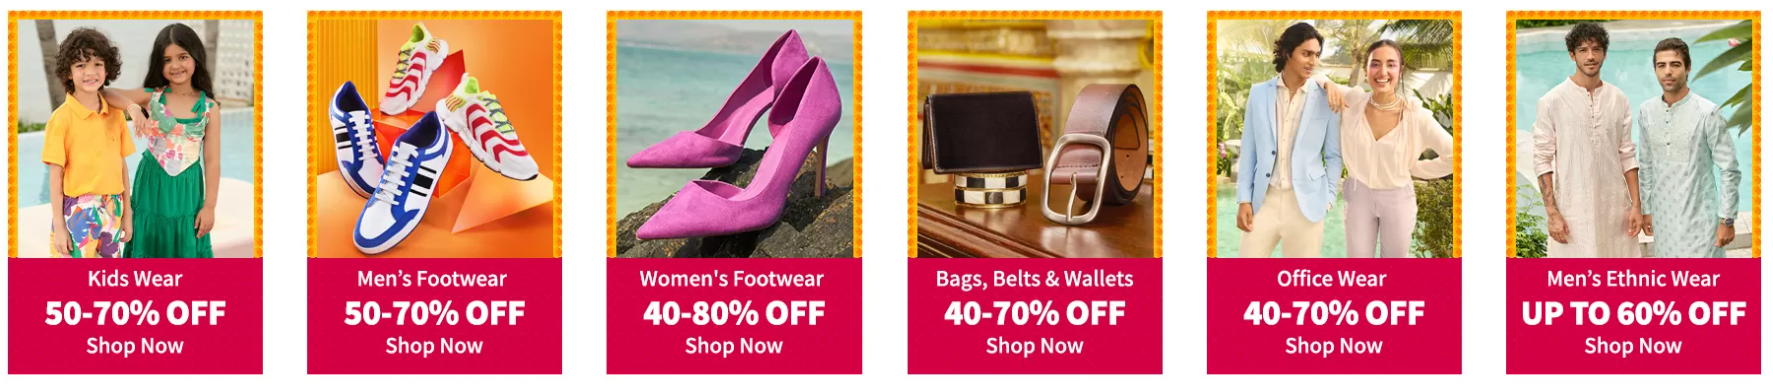 Kids Wear
50-70% OFF
Shop Now
Men’s Footwear
50-70% OFF
Shop Now
Women's Footwear
40-80% OFF
Shop Now
Bags, Belts & Wallets
40-70% OFF
Shop Now
Office Wear
40-70% OFF
Shop Now
Men’s Ethnic Wear
UP TO 60% OFF
Shop Now